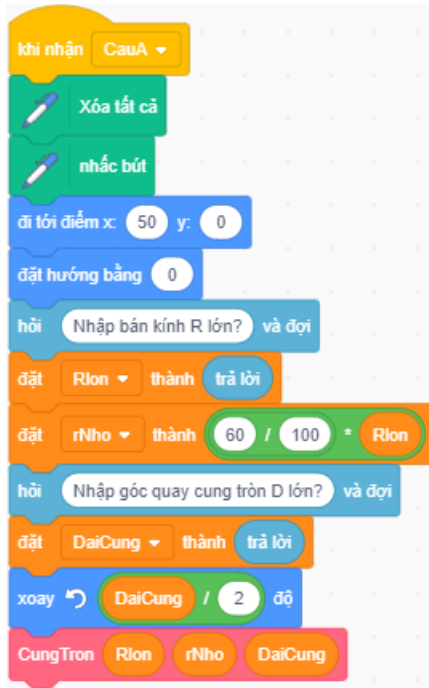 khi nhận CauA
Xóa tất cả
nhấc bút
đi tới điểm x: 50 y: 0
đặt hướng bằng 0
hỏi Nhập bán kính R lớn? và đợi
đặt Rlon thành trả lời
đặt rNho thành 60 / 100 * Rlon
hỏi Nhập góc quay cung tròn D lớn? và đợi
đặt DaiCung thành trả lời
xoay DaiCung / 2 độ
CungTron Rlon rNho DaiCung